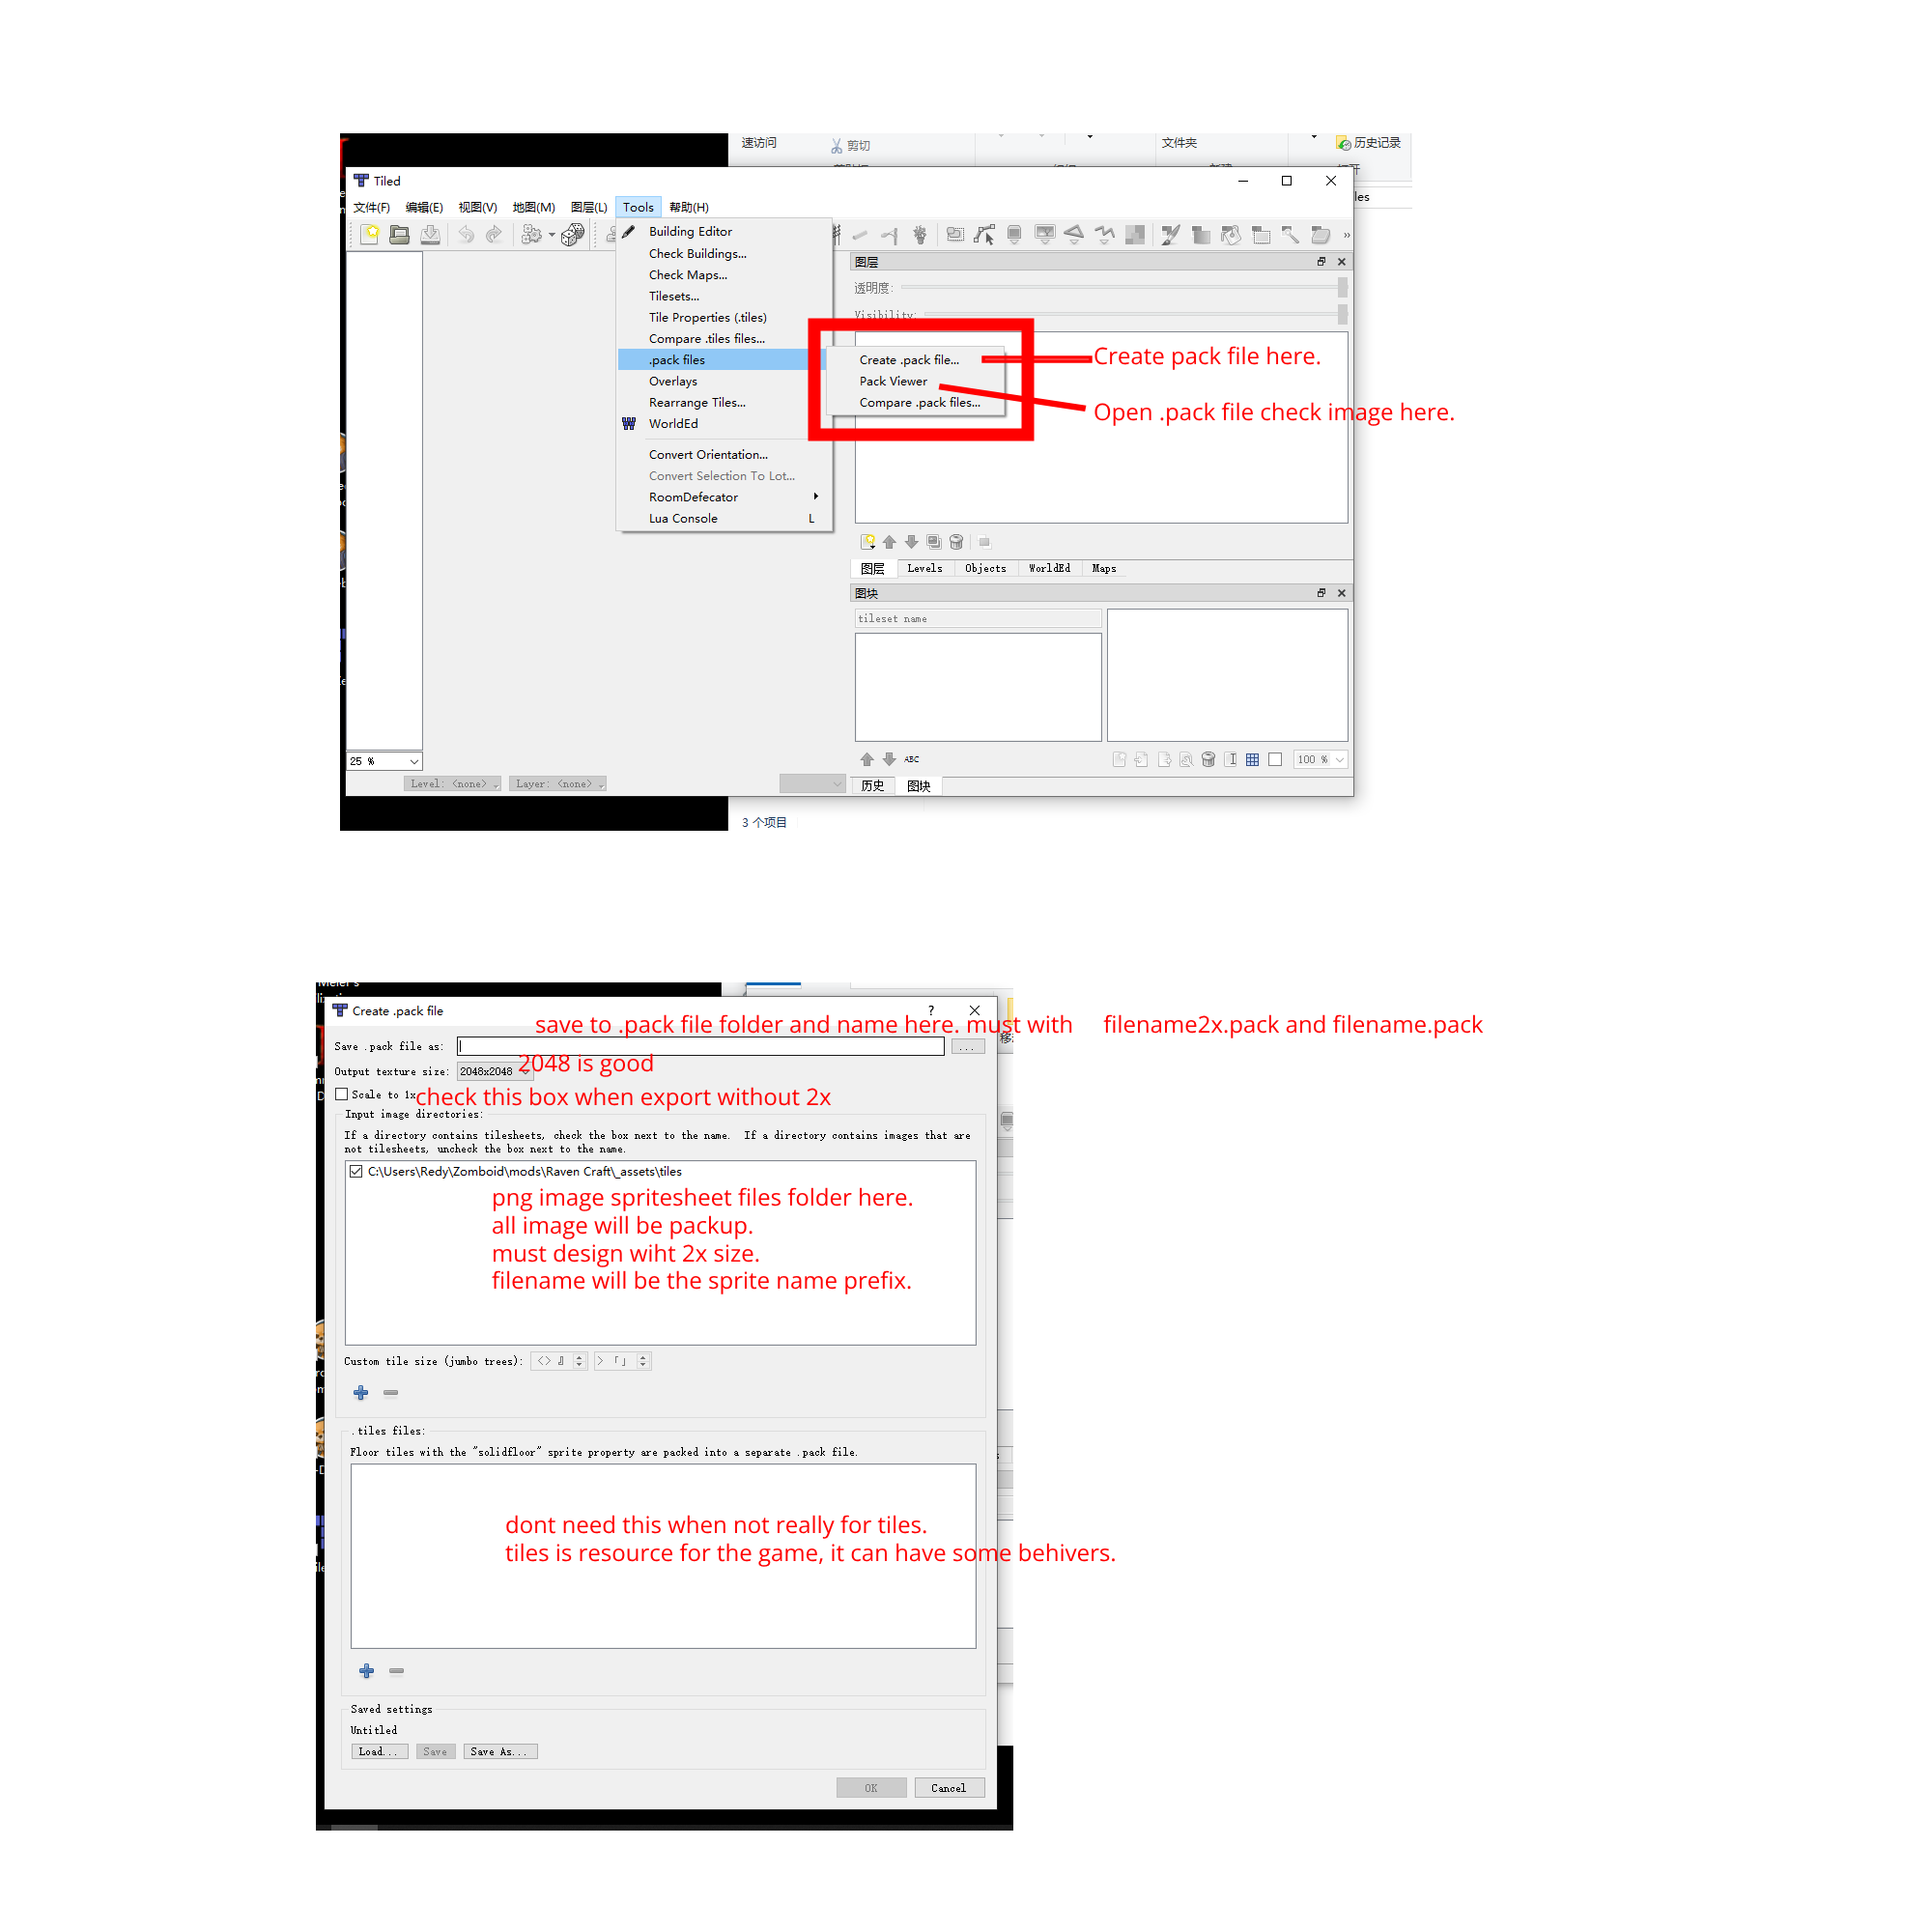 速访问
剪切
文件夹
历史记录
Tiled
les
文件(F) 编辑(E) 视图(V) 地图(M) 图层(L) Tools 帮助(H)
Building Editor
Check Buildings...
Check Maps...
Tilesets...
Tile Properties (.tiles)
Compare .tiles files...
.pack files
Overlays
Rearrange Tiles...
WorldEd
Convert Orientation...
Convert Selection To Lot...
RoomDefecator
Lua Console L
图层
透明度:
Visibility:
Create .pack file...
Pack Viewer
Compare .pack files...
Create pack file here.
Open .pack file check image here.
图层 Levels Objects WorldEd Maps
图块
tileset name
ABC
100 %
25 %
Level: <none> Layer: <none>
历史 图块
3 个项目
Create .pack file
?
save to .pack file folder and name here. must with filename2x.pack and filename.pack
Save .pack file as: ...
2048 is good
Output texture size: 2048x2048
Scale to 1x
check this box when export without 2x
Input image directories:
If a directory contains tilesheets, check the box next to the name. If a directory contains images that are
not tilesheets, uncheck the box next to the name.
C:\Users\Redy\Zomboid\mods\Raven Craft\_assets\tiles
png image spritesheet files folder here.
all image will be packup.
must design wiht 2x size.
filename will be the sprite name prefix.
Custom tile size (jumbo trees):
.tiles files:
Floor tiles with the "solidfloor" sprite property are packed into a separate .pack file.
dont need this when not really for tiles.
tiles is resource for the game, it can have some behivers.
Saved settings
Untitled
Load... Save Save As...
OK Cancel